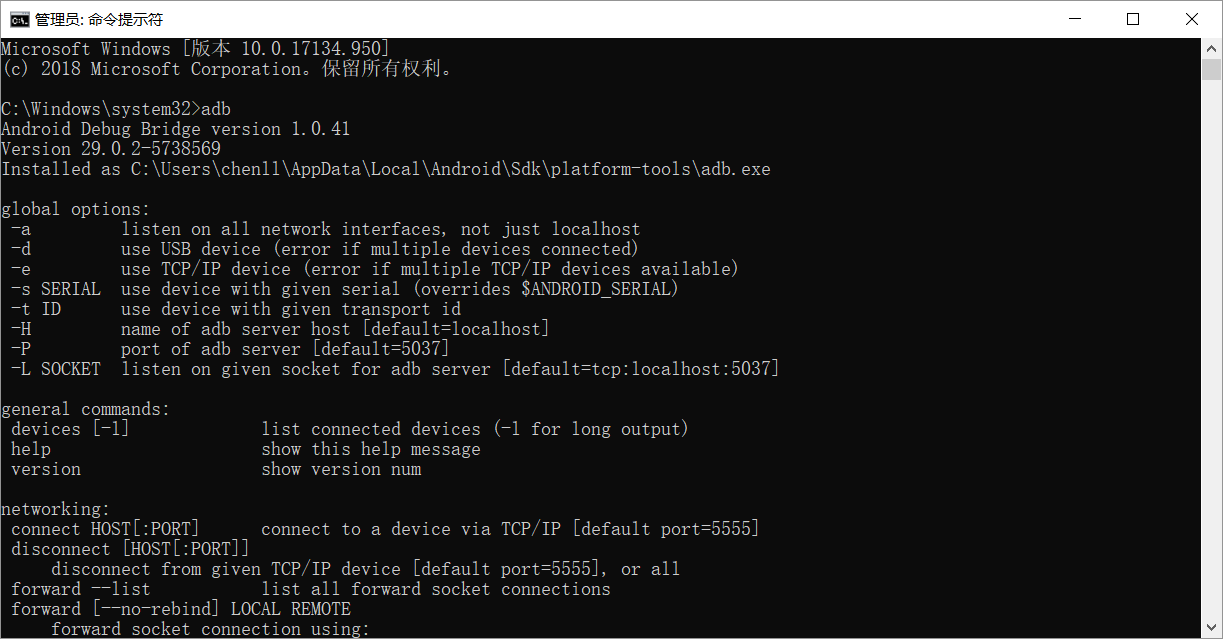 管理员: 命令提示符
Microsoft Windows [版本 10.0.17134.950]
(c) 2018 Microsoft Corporation。保留所有权利。
C:\Windows\system32>adb
Android Debug Bridge version 1.0.41
Version 29.0.2-5738569
Installed as C:\Users\chenll\AppData\Local\Android\Sdk\platform-tools\adb.exe
global options:
 -a         listen on all network interfaces, not just localhost
 -d         use USB device (error if multiple devices connected)
 -e         use TCP/IP device (error if multiple TCP/IP devices available)
 -s SERIAL  use device with given serial (overrides $ANDROID_SERIAL)
 -t ID      use device with given transport id
 -H         name of adb server host [default=localhost]
 -P         port of adb server [default=5037]
 -L SOCKET  listen on given socket for adb server [default=tcp:localhost:5037]
general commands:
 devices [-l]             list connected devices (-l for long output)
 help                     show this help message
 version                  show version num
networking:
 connect HOST[:PORT]      connect to a device via TCP/IP [default port=5555]
 disconnect [HOST[:PORT]]
     disconnect from given TCP/IP device [default port=5555], or all
 forward --list           list all forward socket connections
 forward [--no-rebind] LOCAL REMOTE
     forward socket connection using: